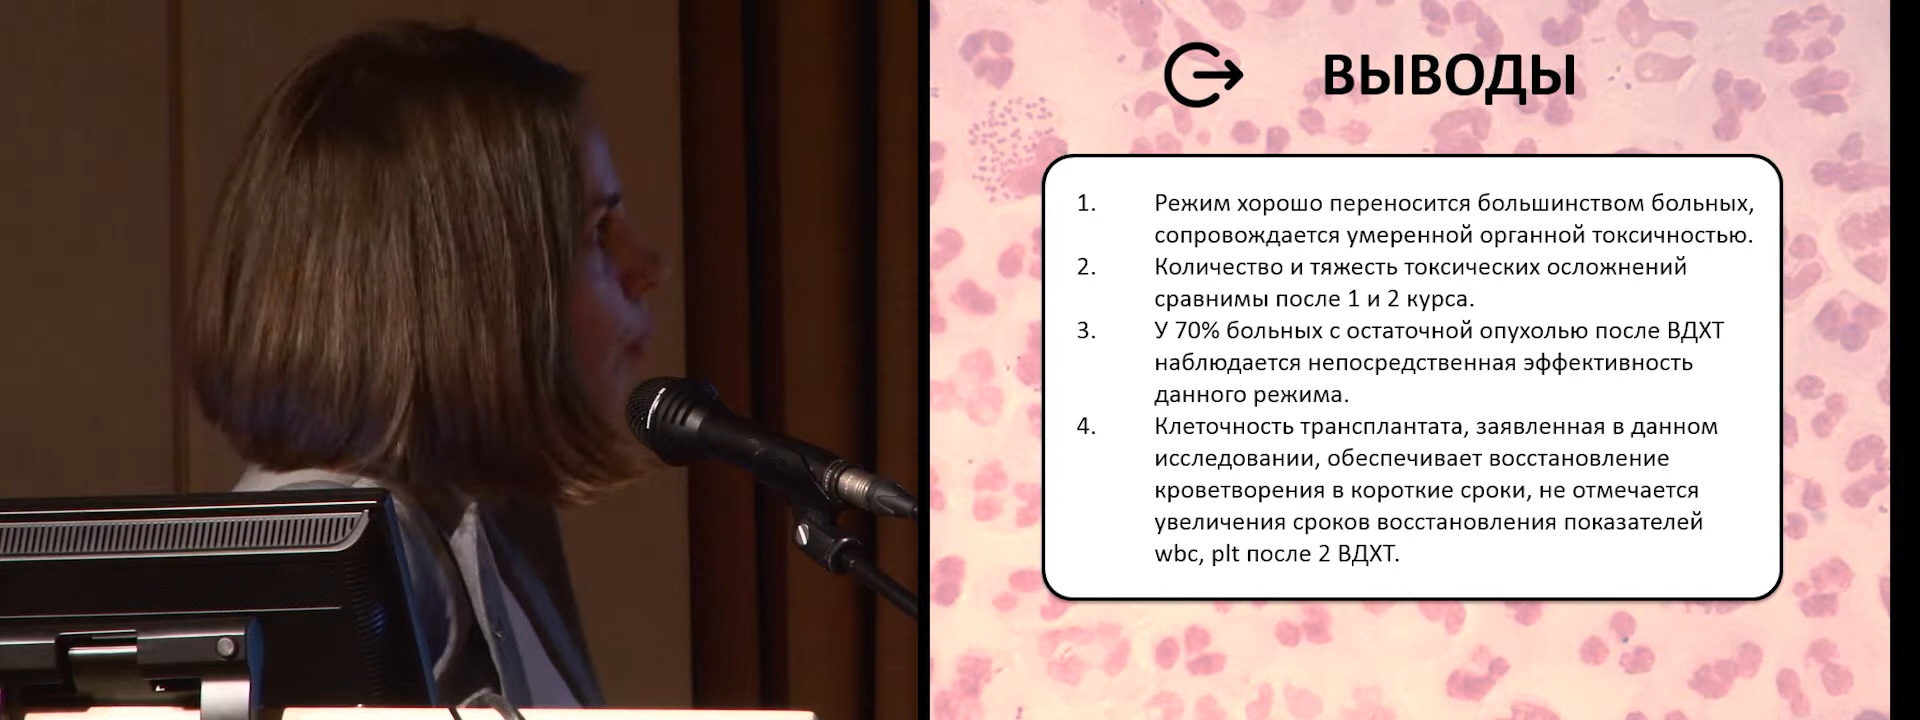 ВЫВОДЫ
1. Режим хорошо переносится большинством больных,
сопровождается умеренной органной токсичностью.
2. Количество и тяжесть токсических осложнений
сравнимы после 1 и 2 курса.
3. У 70% больных с остаточной опухолью после ВДХТ
наблюдается непосредственная эффективность
данного режима.
4. Клеточность трансплантата, заявленная в данном
исследовании, обеспечивает восстановление
кроветворения в короткие сроки, не отмечается
увеличения сроков восстановления показателей
wbc, plt после 2 ВДХТ.